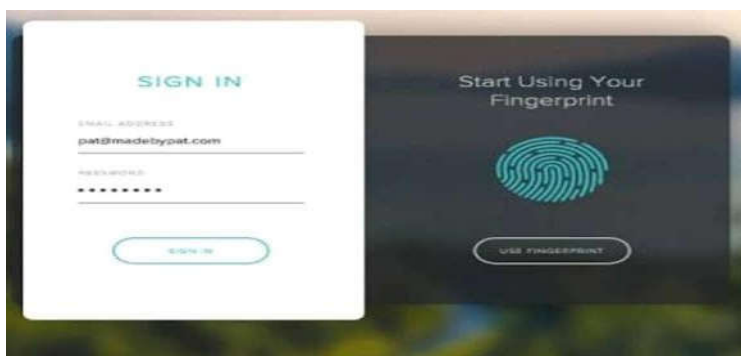 SIGN IN
EMAIL ADDRESS
pat@madebypat.com
PASSWORD
SIGN IN
Start Using Your
Fingerprint
USE FINGERPRINT